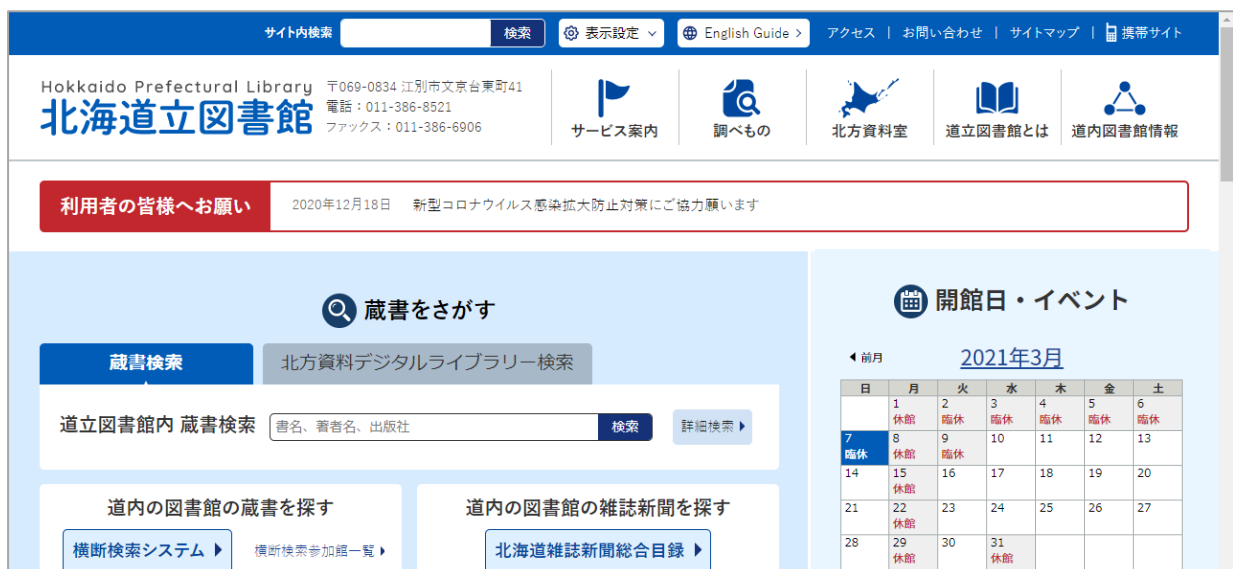 サイト内検索 検索 表示設定 English Guide アクセス | お問い合わせ | サイトマップ | 携帯サイト
Hokkaido Prefectural Library
北海道立図書館
〒069-0834 江別市文京台東町41
電話：011-386-8521
ファックス：011-386-6906
サービス案内 調べもの 北方資料室 道立図書館とは 道内図書館情報
利用者の皆様へお願い 2020年12月18日 新型コロナウイルス感染拡大防止対策にご協力願います
蔵書をさがす
蔵書検索 北方資料デジタルライブラリー検索
道立図書館内 蔵書検索 書名、著者名、出版社 検索 詳細検索
道内の図書館の蔵書を探す
横断検索システム 横断検索参加館一覧
道内の図書館の雑誌新聞を探す
北海道雑誌新聞総合目録
開館日・イベント
前月 2021年3月
日 月 火 水 木 金 土
1 2 3 4 5 6
休館 臨休 臨休 臨休 臨休 臨休
7 8 9 10 11 12 13
臨休 休館 臨休
14 15 16 17 18 19 20
休館
21 22 23 24 25 26 27
休館
28 29 30 31
休館 休館